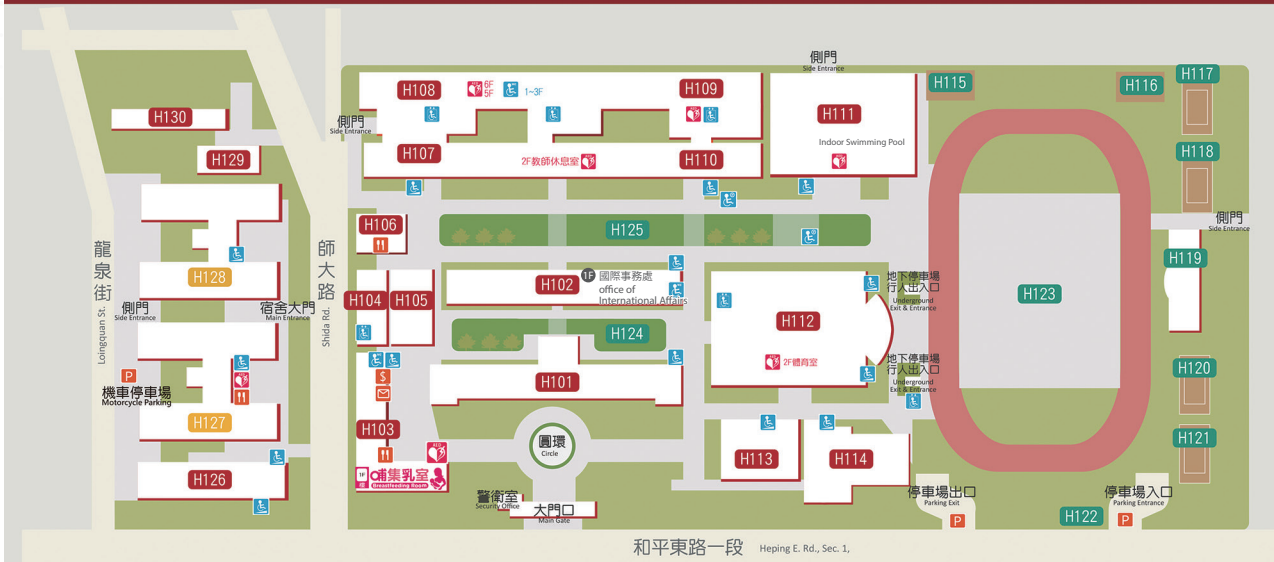 側門
Side Entrance
H117
H115
H116
H108
6F
5F
1~3F
H109
AED
H111
H130
側門
Side Entrance
Indoor Swimming Pool
H129
H107
2F教師休息室
H110
H118
H106
H125
側門
Side Entrance
龍泉街
Loingquan St.
師大路
Shida Rd.
H119
H128
H102
1F
國際事務處
office of
International Affairs
地下停車場
行人出入口
Underground
Exit & Entrance
H123
H104
H105
側門
Side Entrance
宿舍大門
Main Entrance
H124
H112
2F體育室
地下停車場
行人出入口
Underground
Exit & Entrance
H120
P
機車停車場
Motorcycle Parking
$
H101
H127
H103
圓環
Circle
AED
H121
H113
H114
H126
1F
哺集乳室
Breastfeeding Room
警衛室
Security Office
大門口
Main Gate
停車場出口
Parking Exit
P
停車場入口
Parking Entrance
P
H122
和平東路一段
Heping E. Rd., Sec. 1,